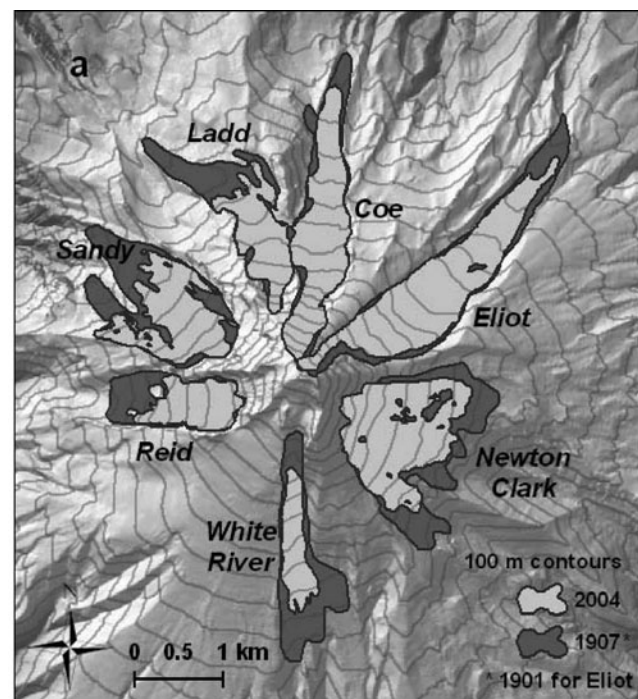 a
Ladd
Coe
Sandy
Eliot
Reid
Newton
Clark
White
River
100 m contours
2004
1907*
* 1901 for Eliot
N
0 0.5 1 km